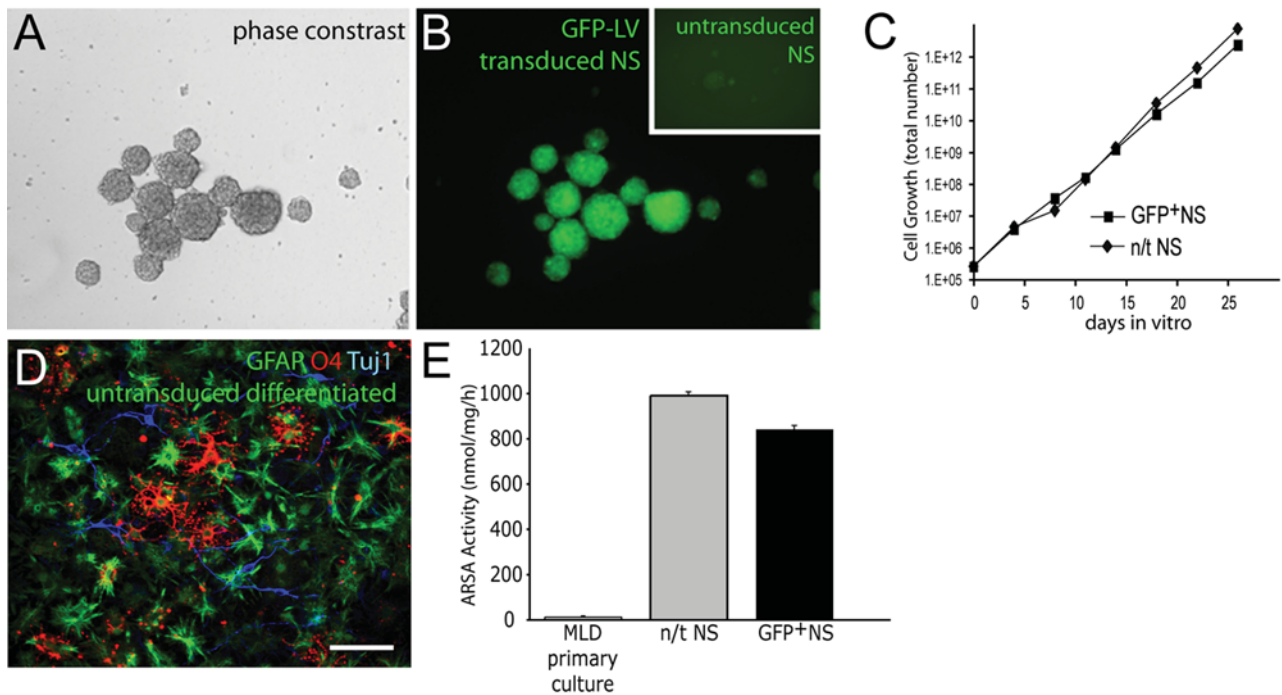 A
phase constrast
B
GFP-LV
transduced NS
untransduced
NS
C
Cell Growth (total number)
1.E+12
1.E+11
1.E+10
1.E+09
1.E+08
1.E+07
1.E+06
1.E+05
0
5
10
15
20
25
days in vitro
GFP+NS
n/t NS
D
GFAR O4 Tuj1
untransduced differentiated
E
ARSA Activity (nmol/mg/h)
1200
1000
800
600
400
200
0
MLD
primary
culture
n/t NS
GFP+NS